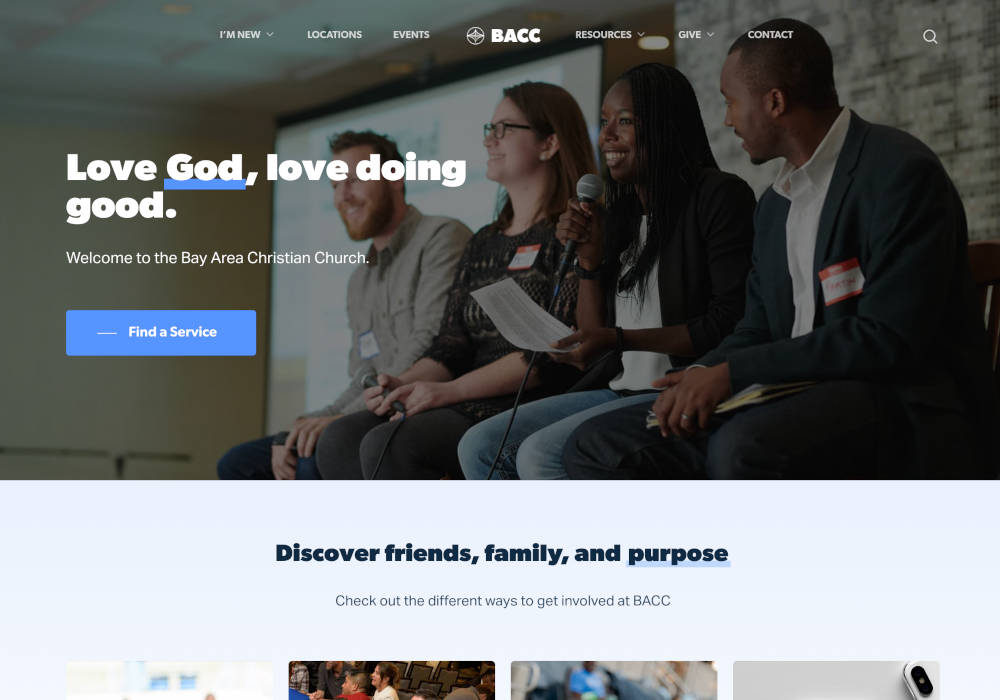 I'M NEW
LOCATIONS
EVENTS
BACC
RESOURCES
GIVE
CONTACT
Love God, love doing
good.
Welcome to the Bay Area Christian Church.
Find a Service
Discover friends, family, and purpose
Check out the different ways to get involved at BACC